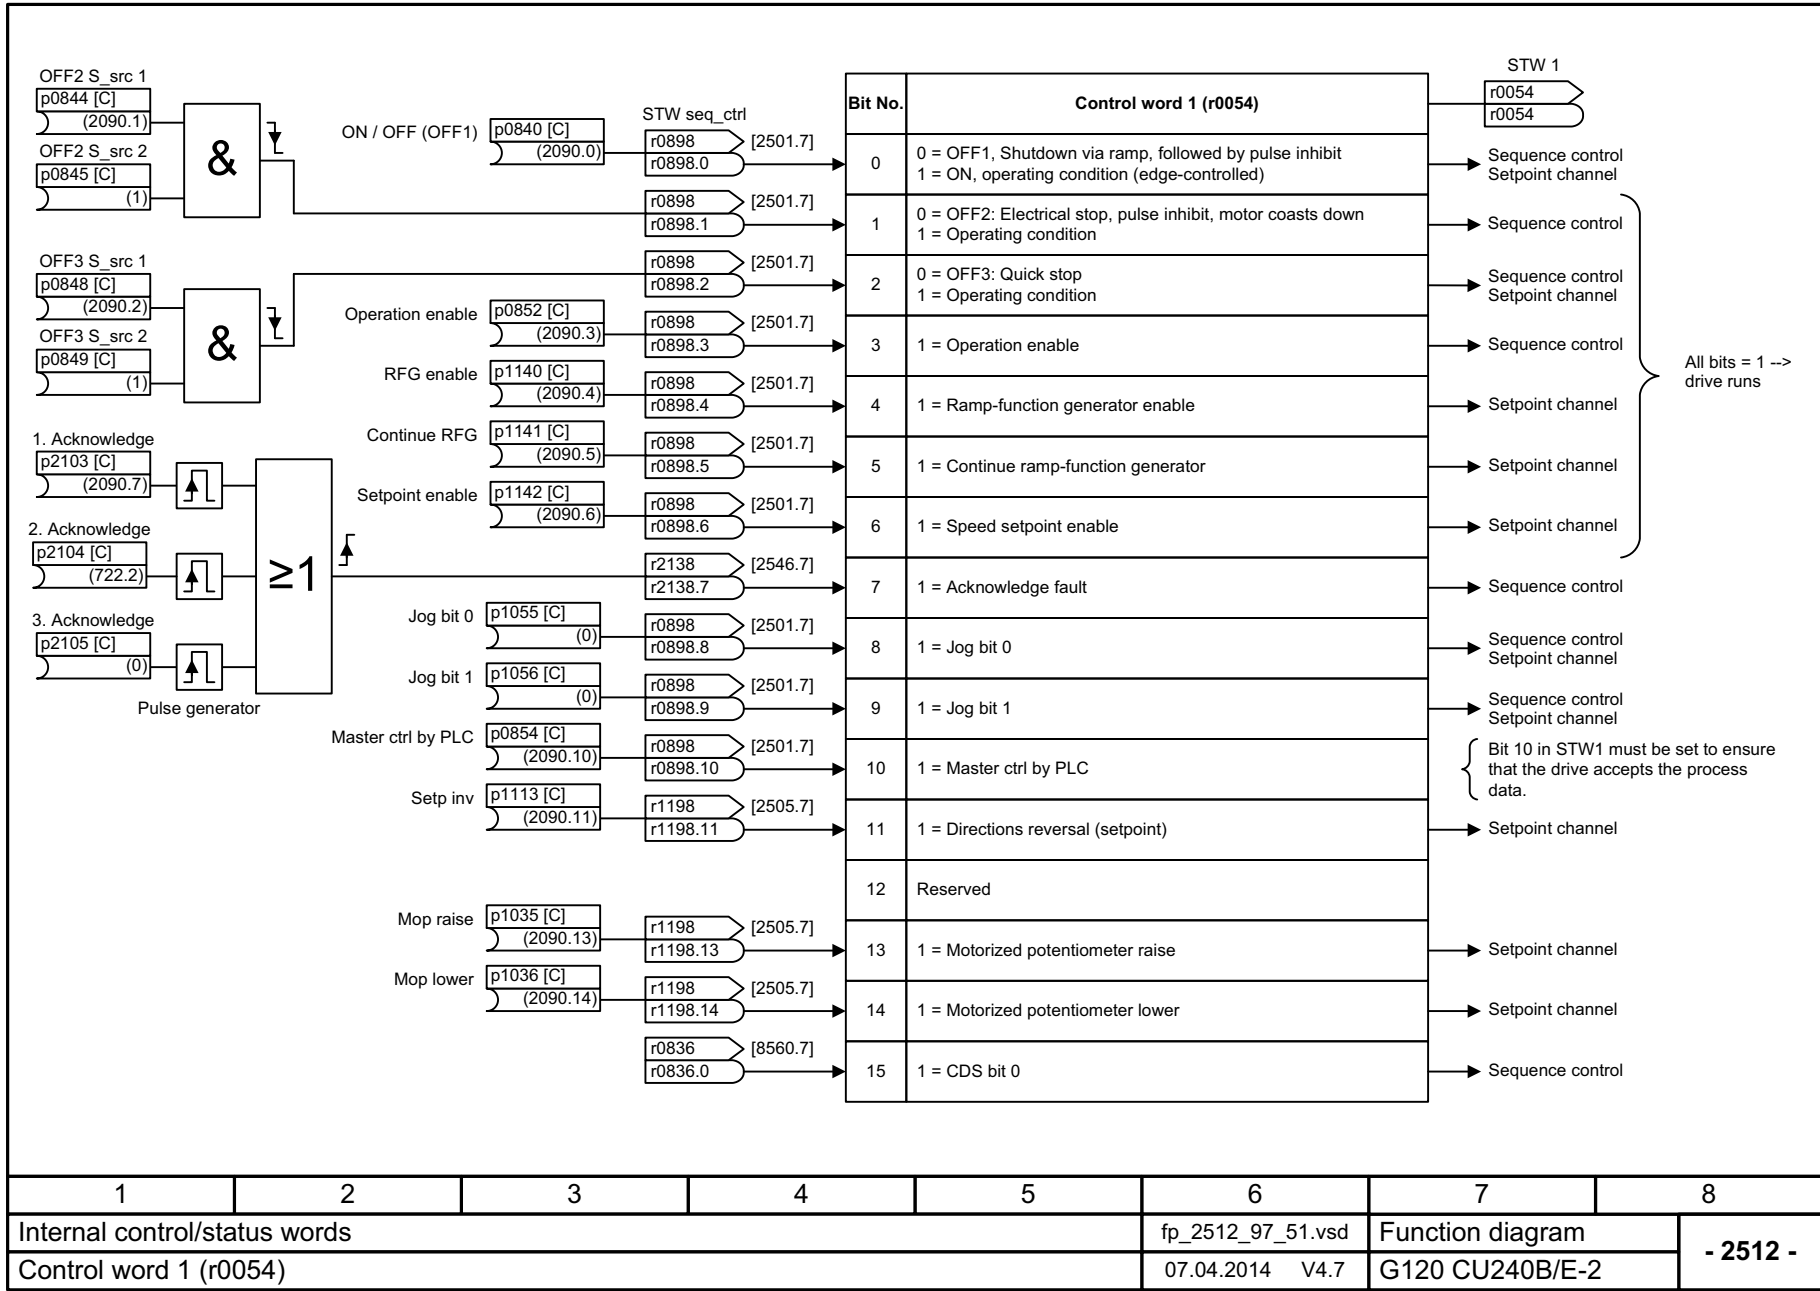 OFF2 S_src 1
p0844 [C]
(2090.1)
OFF2 S_src 2
p0845 [C]
(1)
&
OFF3 S_src 1
p0848 [C]
(2090.2)
OFF3 S_src 2
p0849 [C]
(1)
&
1. Acknowledge
p2103 [C]
(2090.7)
2. Acknowledge
p2104 [C]
(722.2)
3. Acknowledge
p2105 [C]
(0)
Pulse generator
≥1
ON / OFF (OFF1)
p0840 [C]
(2090.0)
Operation enable
p0852 [C]
(2090.3)
RFG enable
p1140 [C]
(2090.4)
Continue RFG
p1141 [C]
(2090.5)
Setpoint enable
p1142 [C]
(2090.6)
Jog bit 0
p1055 [C]
(0)
Jog bit 1
p1056 [C]
(0)
Master ctrl by PLC
p0854 [C]
(2090.10)
Setp inv
p1113 [C]
(2090.11)
Mop raise
p1035 [C]
(2090.13)
Mop lower
p1036 [C]
(2090.14)
STW seq_ctrl
r0898 [2501.7]
r0898.0
r0898 [2501.7]
r0898.1
r0898 [2501.7]
r0898.2
r0898 [2501.7]
r0898.3
r0898 [2501.7]
r0898.4
r0898 [2501.7]
r0898.5
r0898 [2501.7]
r0898.6
r2138 [2546.7]
r2138.7
r0898 [2501.7]
r0898.8
r0898 [2501.7]
r0898.9
r0898 [2501.7]
r0898.10
r1198 [2505.7]
r1198.11
r1198 [2505.7]
r1198.13
r1198 [2505.7]
r1198.14
r0836 [8560.7]
r0836.0
Bit No. Control word 1 (r0054)
0 0 = OFF1, Shutdown via ramp, followed by pulse inhibit
1 = ON, operating condition (edge-controlled)
1 0 = OFF2: Electrical stop, pulse inhibit, motor coasts down
1 = Operating condition
2 0 = OFF3: Quick stop
1 = Operating condition
3 1 = Operation enable
4 1 = Ramp-function generator enable
5 1 = Continue ramp-function generator
6 1 = Speed setpoint enable
7 1 = Acknowledge fault
8 1 = Jog bit 0
9 1 = Jog bit 1
10 1 = Master ctrl by PLC
11 1 = Directions reversal (setpoint)
12 Reserved
13 1 = Motorized potentiometer raise
14 1 = Motorized potentiometer lower
15 1 = CDS bit 0
STW 1
r0054
r0054
Sequence control
Setpoint channel
Sequence control
Sequence control
Setpoint channel
Sequence control
Setpoint channel
Setpoint channel
Setpoint channel
Sequence control
Sequence control
Setpoint channel
Sequence control
Setpoint channel
Bit 10 in STW1 must be set to ensure
that the drive accepts the process
data.
Setpoint channel
Setpoint channel
Setpoint channel
Sequence control
All bits = 1 -->
drive runs
1 2 3 4 5 6 7 8
Internal control/status words fp_2512_97_51.vsd Function diagram
- 2512 -
Control word 1 (r0054) 07.04.2014 V4.7 G120 CU240B/E-2